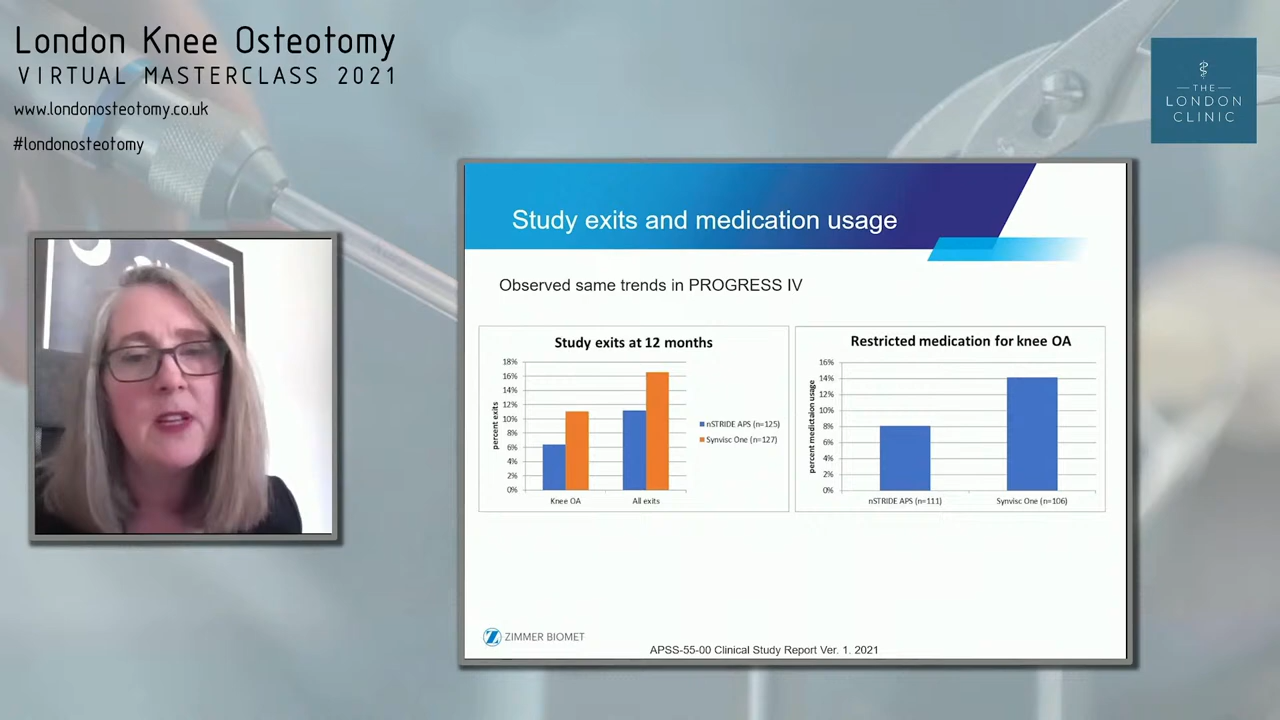 London Knee Osteotomy
VIRTUAL MASTERCLASS 2021
www.londonosteotomy.co.uk
#londonosteotomy
THE
LONDON
CLINIC
Study exits and medication usage
Observed same trends in PROGRESS IV
Study exits at 12 months
18%
16%
14%
12%
10%
8%
6%
4%
2%
0%
percent exits
Knee OA
All exits
nSTRIDE APS (n=125)
Synvisc One (n=127)
Restricted medication for knee OA
16%
14%
12%
10%
8%
6%
4%
2%
0%
percent medictaion usage
nSTRIDE APS (n=111)
Synvisc One (n=106)
ZIMMER BIOMET
APSS-55-00 Clinical Study Report Ver. 1. 2021